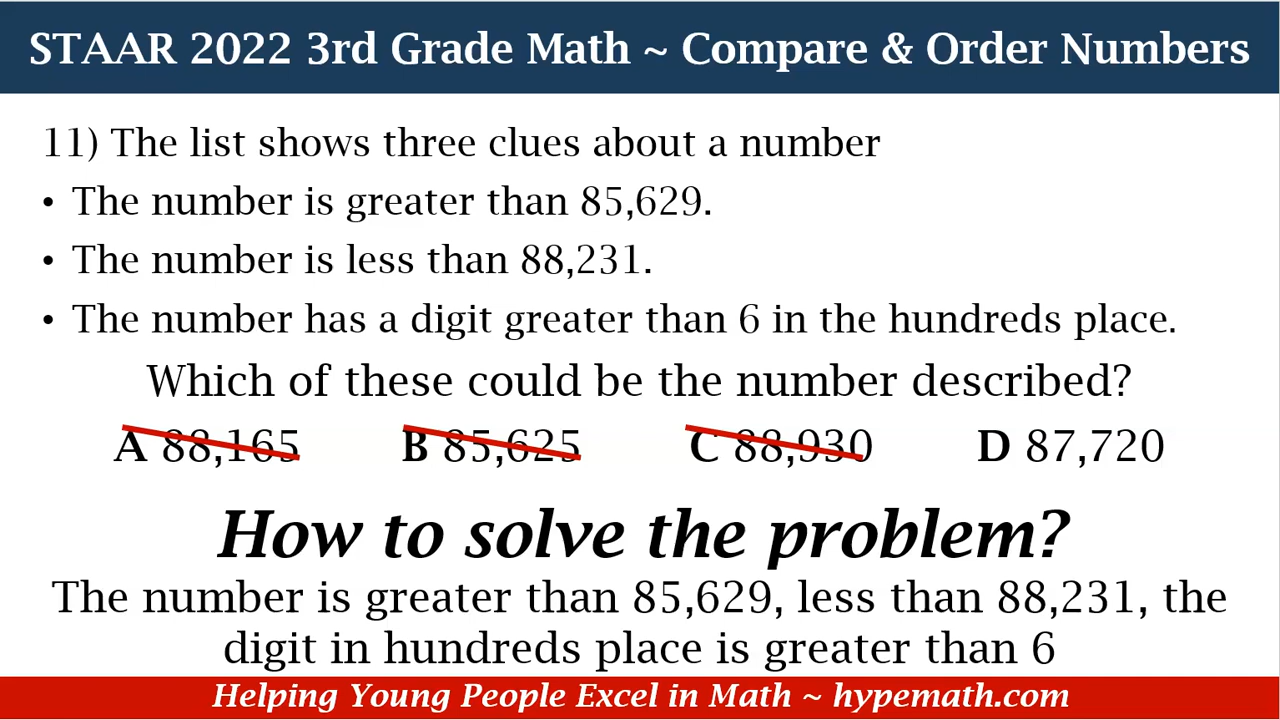 STAAR 2022 3rd Grade Math ~ Compare & Order Numbers
11) The list shows three clues about a number
• The number is greater than 85,629.
• The number is less than 88,231.
• The number has a digit greater than 6 in the hundreds place.
Which of these could be the number described?
A 88,165 B 85,625 C 88,930 D 87,720
How to solve the problem?
The number is greater than 85,629, less than 88,231, the
digit in hundreds place is greater than 6
Helping Young People Excel in Math ~ hypemath.com